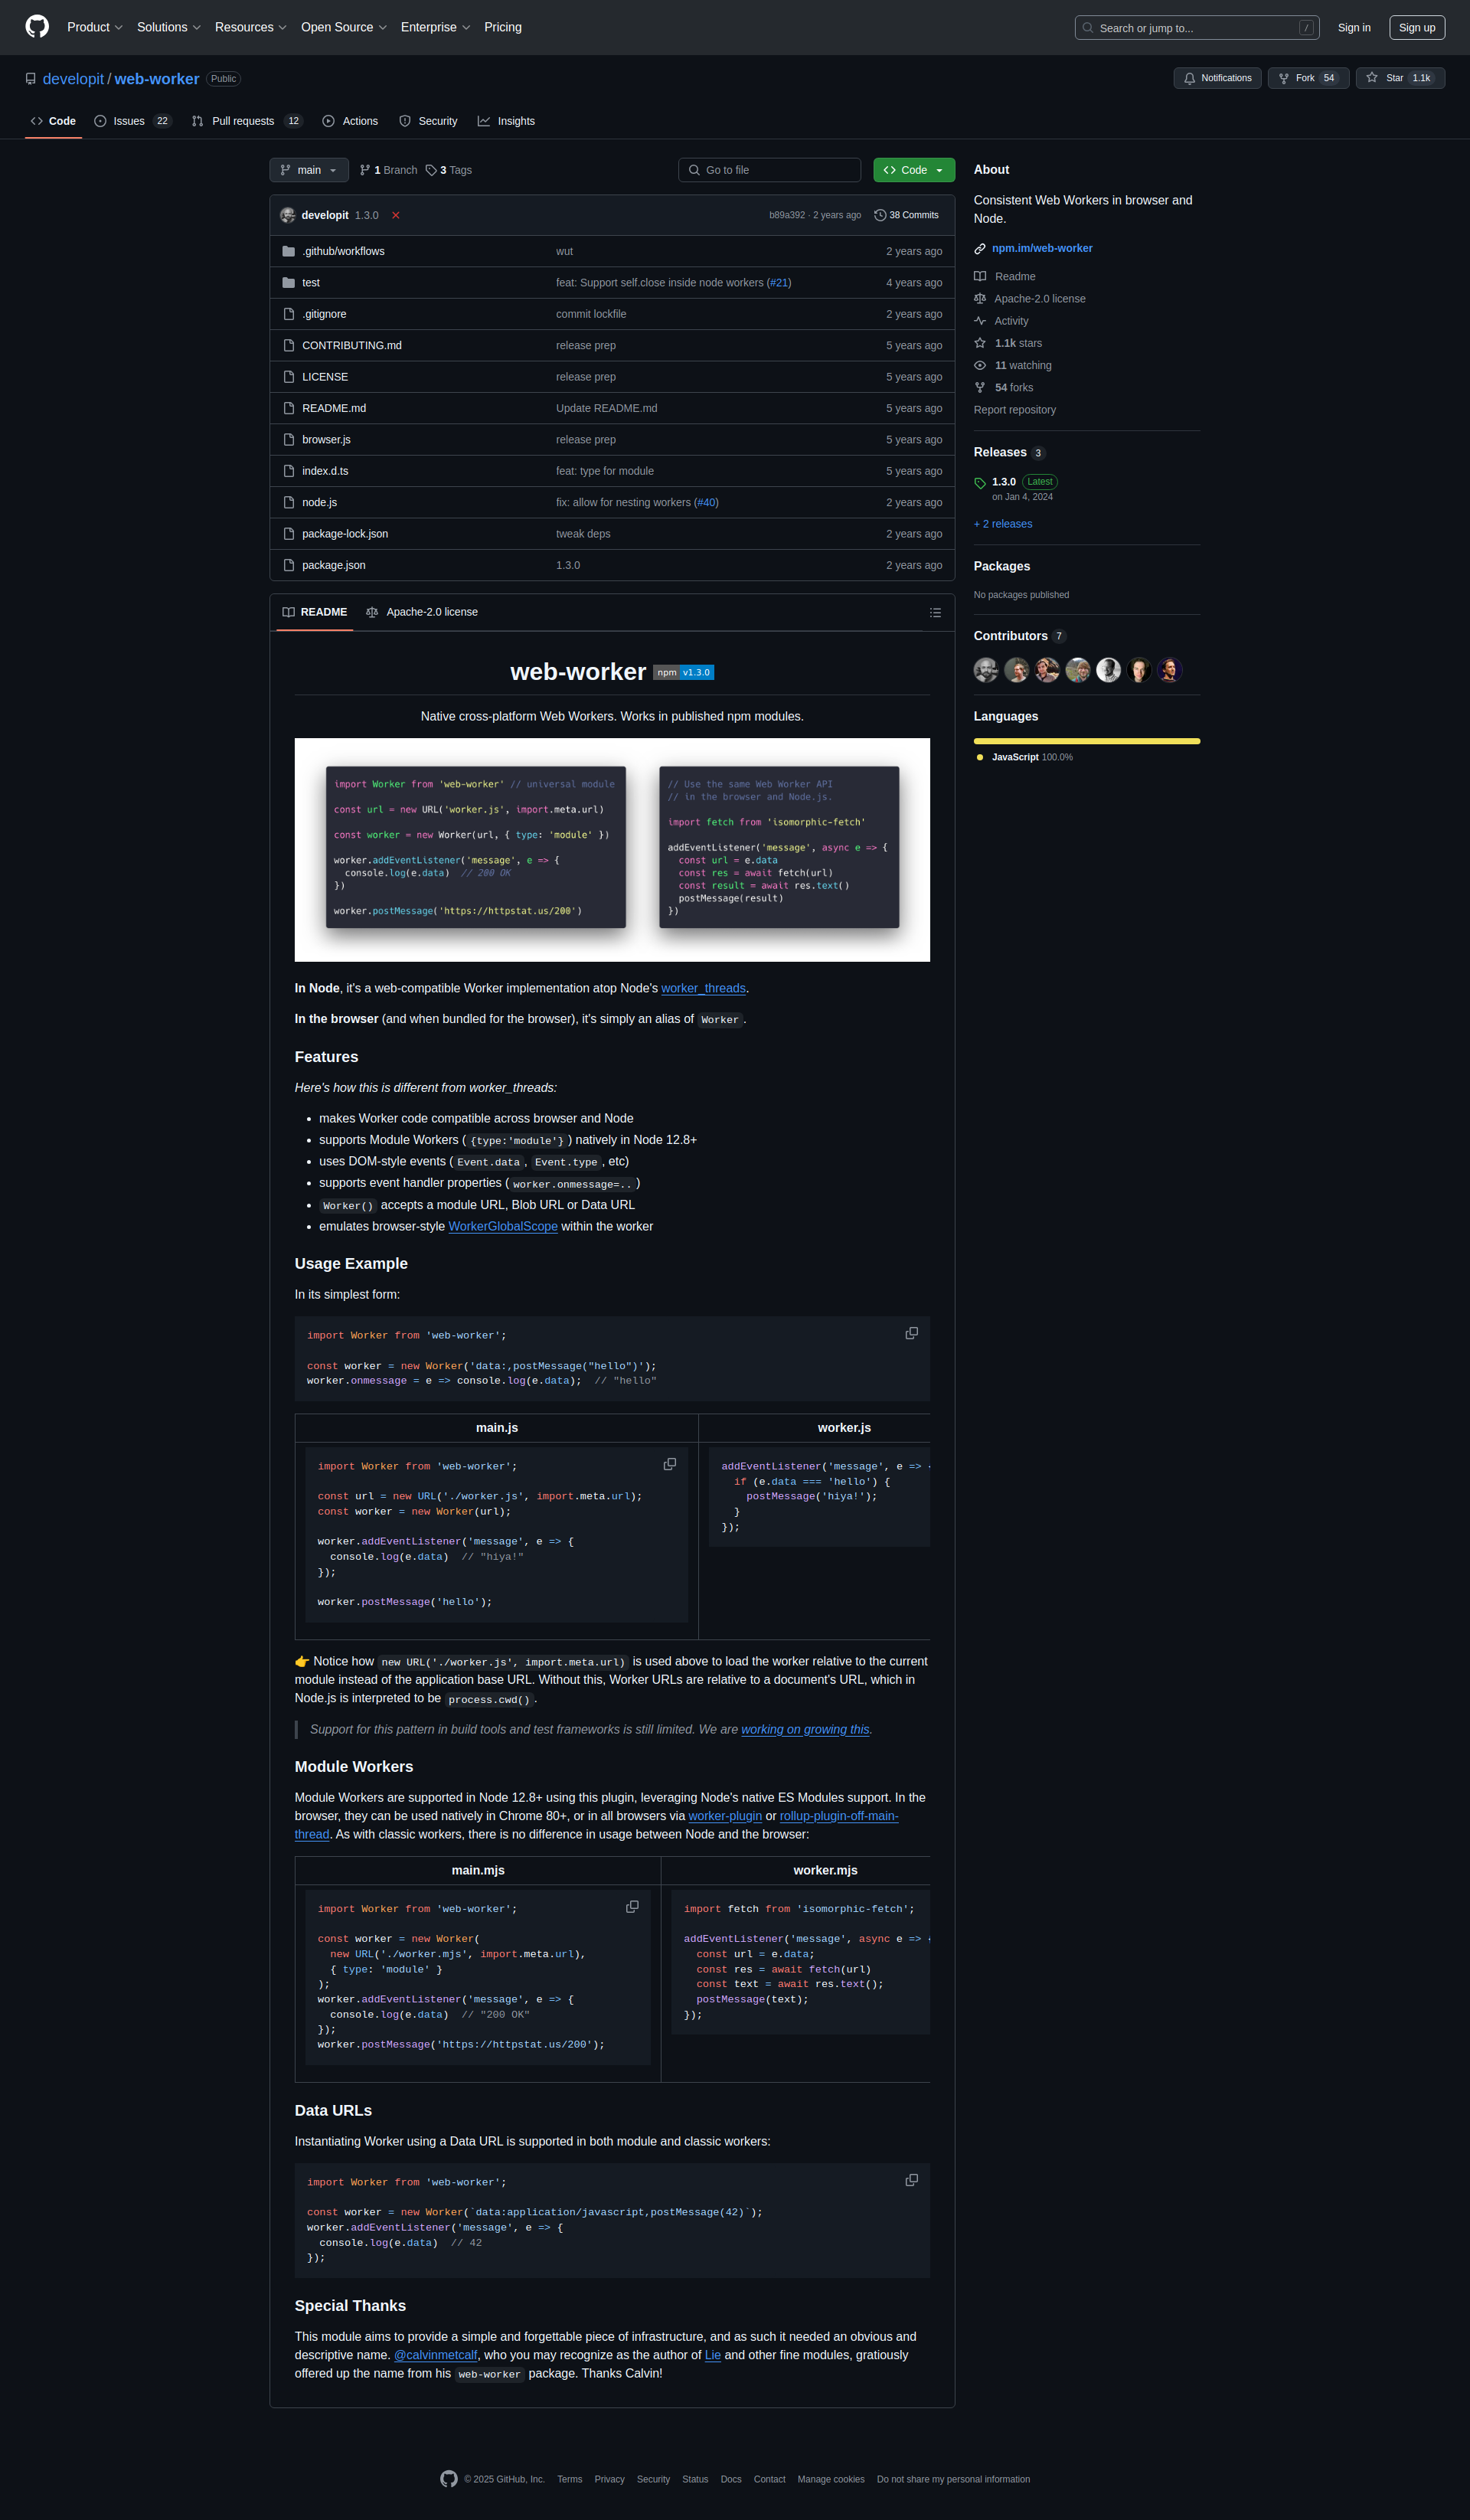 Product Solutions Resources Open Source Enterprise Pricing Search or jump to... / Sign in Sign up
developit / web-worker Public Notifications Fork 54 Star 1.1k
Code Issues 22 Pull requests 12 Actions Security Insights
main 1 Branch 3 Tags Go to file Code
developit 1.3.0 b89a392 · 2 years ago 38 Commits
.github/workflows wut 2 years ago
test feat: Support self.close inside node workers (#21) 4 years ago
.gitignore commit lockfile 2 years ago
CONTRIBUTING.md release prep 5 years ago
LICENSE release prep 5 years ago
README.md Update README.md 5 years ago
browser.js release prep 5 years ago
index.d.ts feat: type for module 5 years ago
node.js fix: allow for nesting workers (#40) 2 years ago
package-lock.json tweak deps 2 years ago
package.json 1.3.0 2 years ago
About
Consistent Web Workers in browser and
Node.
npm.im/web-worker
Readme
Apache-2.0 license
Activity
1.1k stars
11 watching
54 forks
Report repository
Releases 3
1.3.0 Latest
on Jan 4, 2024
+ 2 releases
Packages
No packages published
Contributors 7
Languages
JavaScript 100.0%
README Apache-2.0 license
web-worker npm v1.3.0
Native cross-platform Web Workers. Works in published npm modules.
import Worker from 'web-worker' // universal module
const url = new URL('worker.js', import.meta.url)
const worker = new Worker(url, { type: 'module' })
worker.addEventListener('message', e => {
console.log(e.data) // 200 OK
})
worker.postMessage('https://httpstat.us/200')
// Use the same Web Worker API
// in the browser and Node.js.
import fetch from 'isomorphic-fetch'
addEventListener('message', async e => {
const url = e.data
const res = await fetch(url)
const result = await res.text()
postMessage(result)
})
In Node, it's a web-compatible Worker implementation atop Node's worker_threads.
In the browser (and when bundled for the browser), it's simply an alias of Worker.
Features
Here's how this is different from worker_threads:
makes Worker code compatible across browser and Node
supports Module Workers ({type:'module'}) natively in Node 12.8+
uses DOM-style events (Event.data, Event.type, etc)
supports event handler properties (worker.onmessage=..)
Worker() accepts a module URL, Blob URL or Data URL
emulates browser-style WorkerGlobalScope within the worker
Usage Example
In its simplest form:
import Worker from 'web-worker';
const worker = new Worker('data:,postMessage("hello")');
worker.onmessage = e => console.log(e.data); // "hello"
main.js
import Worker from 'web-worker';
const url = new URL('./worker.js', import.meta.url);
const worker = new Worker(url);
worker.addEventListener('message', e => {
console.log(e.data) // "hiya!"
});
worker.postMessage('hello');
worker.js
addEventListener('message', e => {
if (e.data === 'hello') {
postMessage('hiya!');
}
});
👉 Notice how new URL('./worker.js', import.meta.url) is used above to load the worker relative to the current
module instead of the application base URL. Without this, Worker URLs are relative to a document's URL, which in
Node.js is interpreted to be process.cwd().
Support for this pattern in build tools and test frameworks is still limited. We are working on growing this.
Module Workers
Module Workers are supported in Node 12.8+ using this plugin, leveraging Node's native ES Modules support. In the
browser, they can be used natively in Chrome 80+, or in all browsers via worker-plugin or rollup-plugin-off-main-
thread. As with classic workers, there is no difference in usage between Node and the browser:
main.mjs
import Worker from 'web-worker';
const worker = new Worker(
new URL('./worker.mjs', import.meta.url),
{ type: 'module' }
);
worker.addEventListener('message', e => {
console.log(e.data) // "200 OK"
});
worker.postMessage('https://httpstat.us/200');
worker.mjs
import fetch from 'isomorphic-fetch';
addEventListener('message', async e => {
const url = e.data;
const res = await fetch(url)
const text = await res.text();
postMessage(text);
});
Data URLs
Instantiating Worker using a Data URL is supported in both module and classic workers:
import Worker from 'web-worker';
const worker = new Worker(`data:application/javascript,postMessage(42)`);
worker.addEventListener('message', e => {
console.log(e.data) // 42
});
Special Thanks
This module aims to provide a simple and forgettable piece of infrastructure, and as such it needed an obvious and
descriptive name. @calvinmetcalf, who you may recognize as the author of Lie and other fine modules, gratiously
offered up the name from his web-worker package. Thanks Calvin!
© 2025 GitHub, Inc. Terms Privacy Security Status Docs Contact Manage cookies Do not share my personal information